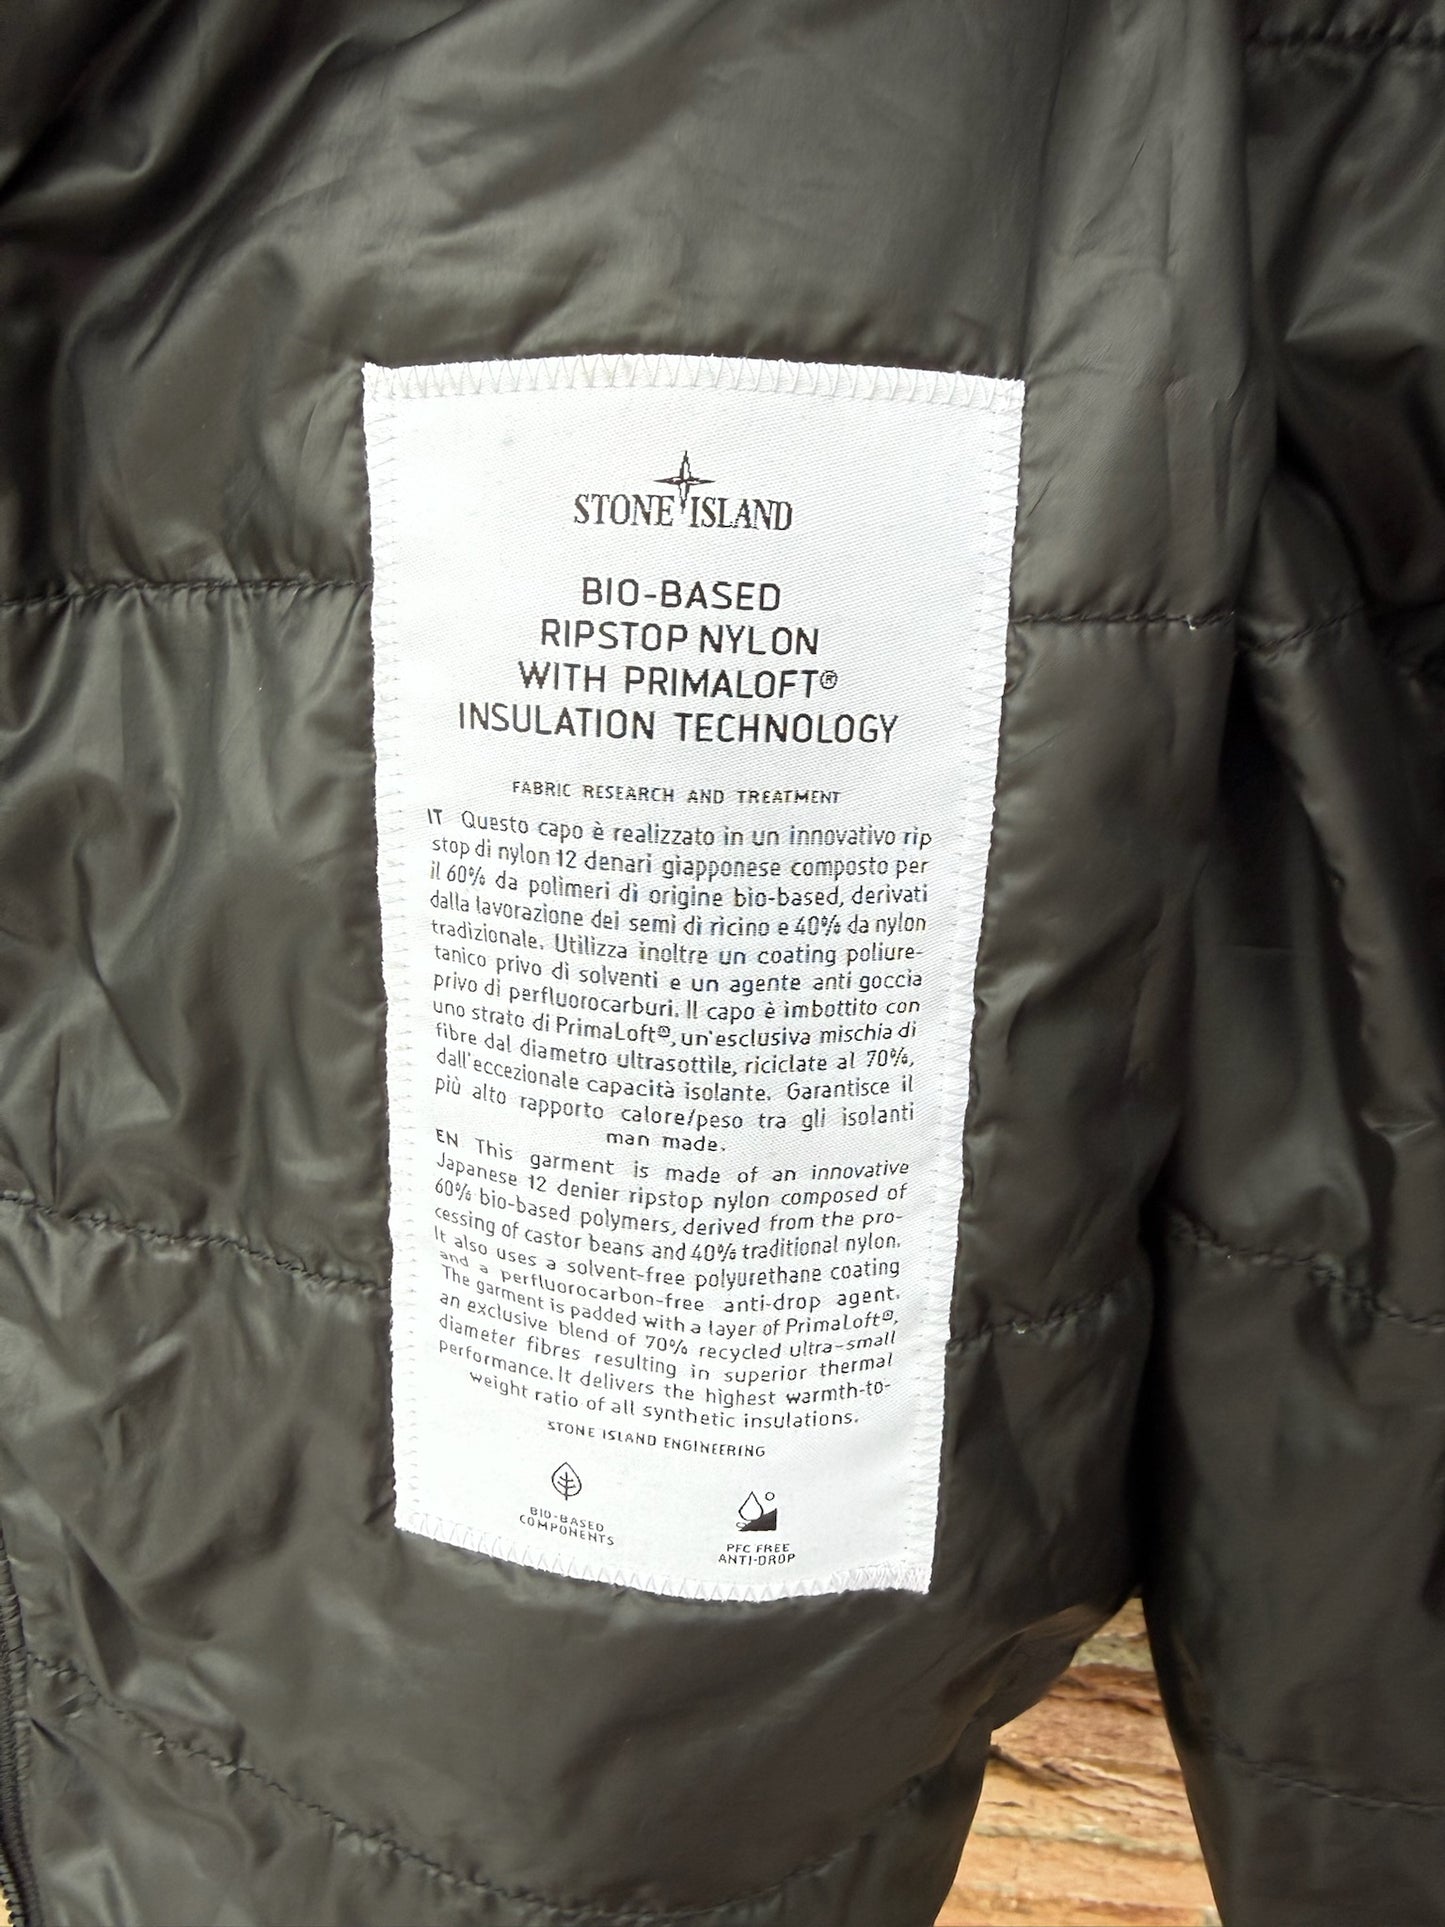 STONE ISLAND
BIO-BASED
RIPSTOP NYLON
WITH PRIMALOFT®
INSULATION TECHNOLOGY
FABRIC RESEARCH AND TREATMENT
IT Questo capo è realizzato in un innovativo rip
stop di nylon 12 denari giapponese composto per
il 60% da polimeri di origine bio-based, derivati
dalla lavorazione dei semi di ricino e 40% da nylon
tradizionale. Utilizza inoltre un coating poliure-
tanico privo di solventi e un agente anti goccia
privo di perfluorocarburi. Il capo è imbottito con
uno strato di PrimaLoft®, un'esclusiva mischia di
fibre dal diametro ultrasottile, riciclate al 70%,
dall'eccezionale capacità isolante. Garantisce il
più alto rapporto calore/peso tra gli isolanti
man made.
EN This garment is made of an innovative
Japanese 12 denier ripstop nylon composed of
60% bio-based polymers, derived from the pro-
cessing of castor beans and 40% traditional nylon.
It also uses a solvent-free polyurethane coating
and a perfluorocarbon-free anti-drop agent.
The garment is padded with a layer of PrimaLoft®,
an exclusive blend of 70% recycled ultra-small
diameter fibres resulting in superior thermal
performance. It delivers the highest warmth-to-
weight ratio of all synthetic insulations.
STONE ISLAND ENGINEERING
BIO-BASED
COMPONENTS
PFC FREE
ANTI-DROP